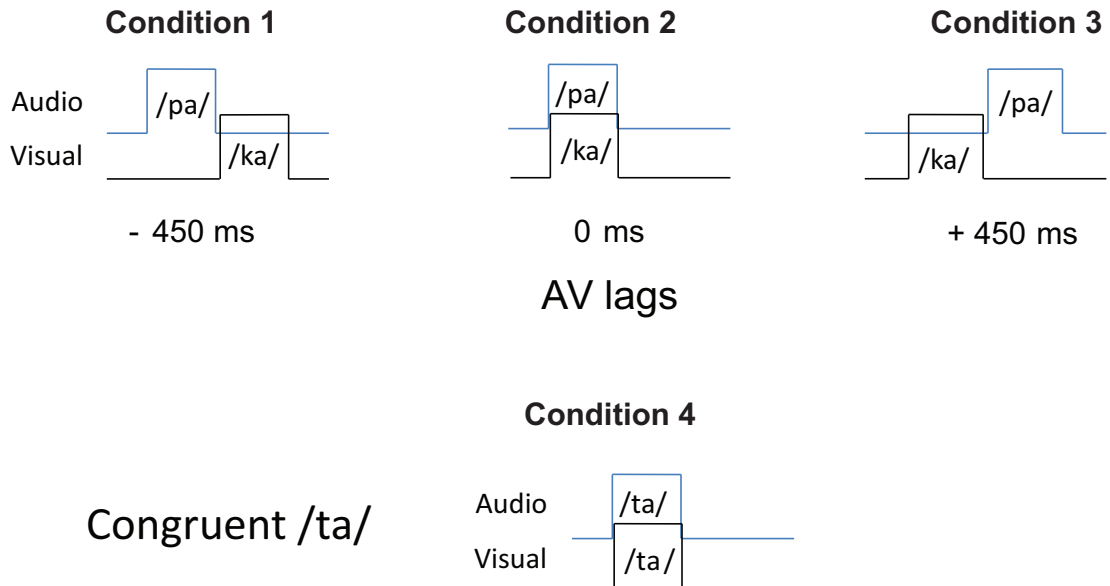 Condition 1 Condition 2 Condition 3
Audio /pa/ /pa/ /pa/
Visual /ka/ /ka/ /ka/
- 450 ms 0 ms + 450 ms
AV lags
Condition 4
Congruent /ta/
Audio /ta/
Visual /ta/